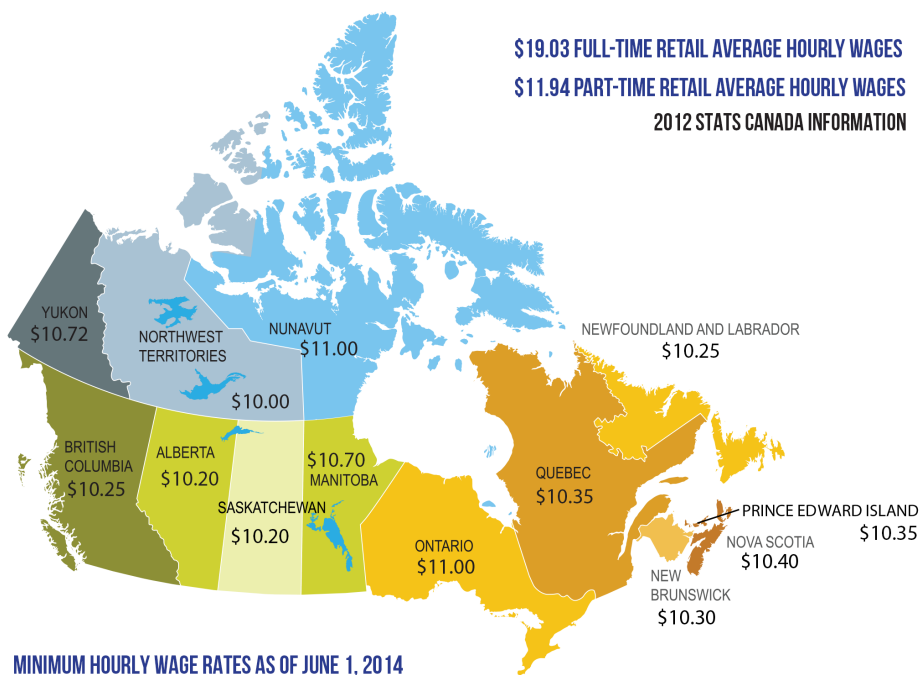 $19.03 FULL-TIME RETAIL AVERAGE HOURLY WAGES
$11.94 PART-TIME RETAIL AVERAGE HOURLY WAGES
2012 STATS CANADA INFORMATION
YUKON
$10.72
NORTHWEST
TERRITORIES
$10.00
NUNAVUT
$11.00
NEWFOUNDLAND AND LABRADOR
$10.25
BRITISH
COLUMBIA
$10.25
ALBERTA
$10.20
SASKATCHEWAN
$10.20
$10.70
MANITOBA
ONTARIO
$11.00
QUEBEC
$10.35
PRINCE EDWARD ISLAND
$10.35
NOVA SCOTIA
$10.40
NEW
BRUNSWICK
$10.30
MINIMUM HOURLY WAGE RATES AS OF JUNE 1, 2014